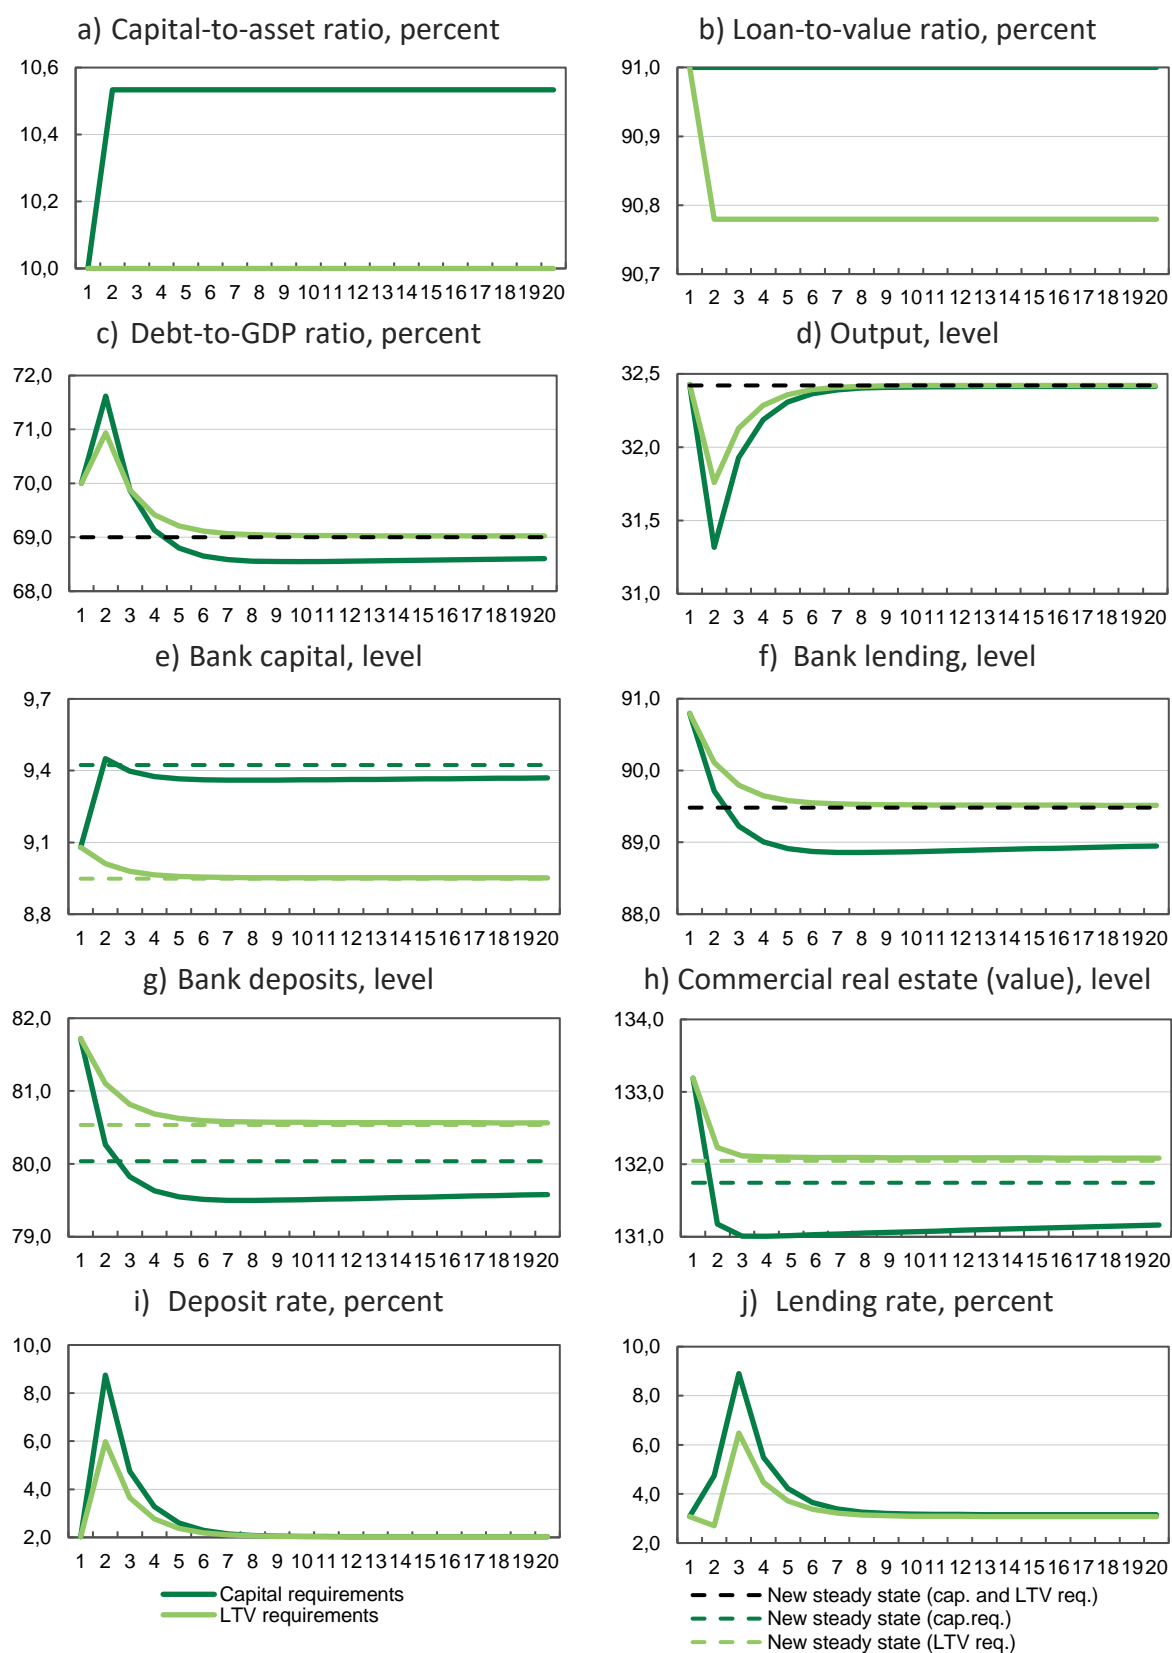 a) Capital-to-asset ratio, percent
10,6
10,4
10,2
10,0
1 2 3 4 5 6 7 8 9 10 11 12 13 14 15 16 17 18 19 20
b) Loan-to-value ratio, percent
91,0
90,9
90,8
90,7
1 2 3 4 5 6 7 8 9 10 11 12 13 14 15 16 17 18 19 20
c) Debt-to-GDP ratio, percent
72,0
71,0
70,0
69,0
68,0
1 2 3 4 5 6 7 8 9 10 11 12 13 14 15 16 17 18 19 20
d) Output, level
32,5
32,0
31,5
31,0
1 2 3 4 5 6 7 8 9 10 11 12 13 14 15 16 17 18 19 20
e) Bank capital, level
9,7
9,4
9,1
8,8
1 2 3 4 5 6 7 8 9 10 11 12 13 14 15 16 17 18 19 20
f) Bank lending, level
91,0
90,0
89,0
88,0
1 2 3 4 5 6 7 8 9 10 11 12 13 14 15 16 17 18 19 20
g) Bank deposits, level
82,0
81,0
80,0
79,0
1 2 3 4 5 6 7 8 9 10 11 12 13 14 15 16 17 18 19 20
h) Commercial real estate (value), level
134,0
133,0
132,0
131,0
1 2 3 4 5 6 7 8 9 10 11 12 13 14 15 16 17 18 19 20
i) Deposit rate, percent
10,0
8,0
6,0
4,0
2,0
1 2 3 4 5 6 7 8 9 10 11 12 13 14 15 16 17 18 19 20
j) Lending rate, percent
10,0
8,0
6,0
4,0
2,0
1 2 3 4 5 6 7 8 9 10 11 12 13 14 15 16 17 18 19 20
Capital requirements
LTV requirements
New steady state (cap. and LTV req.)
New steady state (cap.req.)
New steady state (LTV req.)